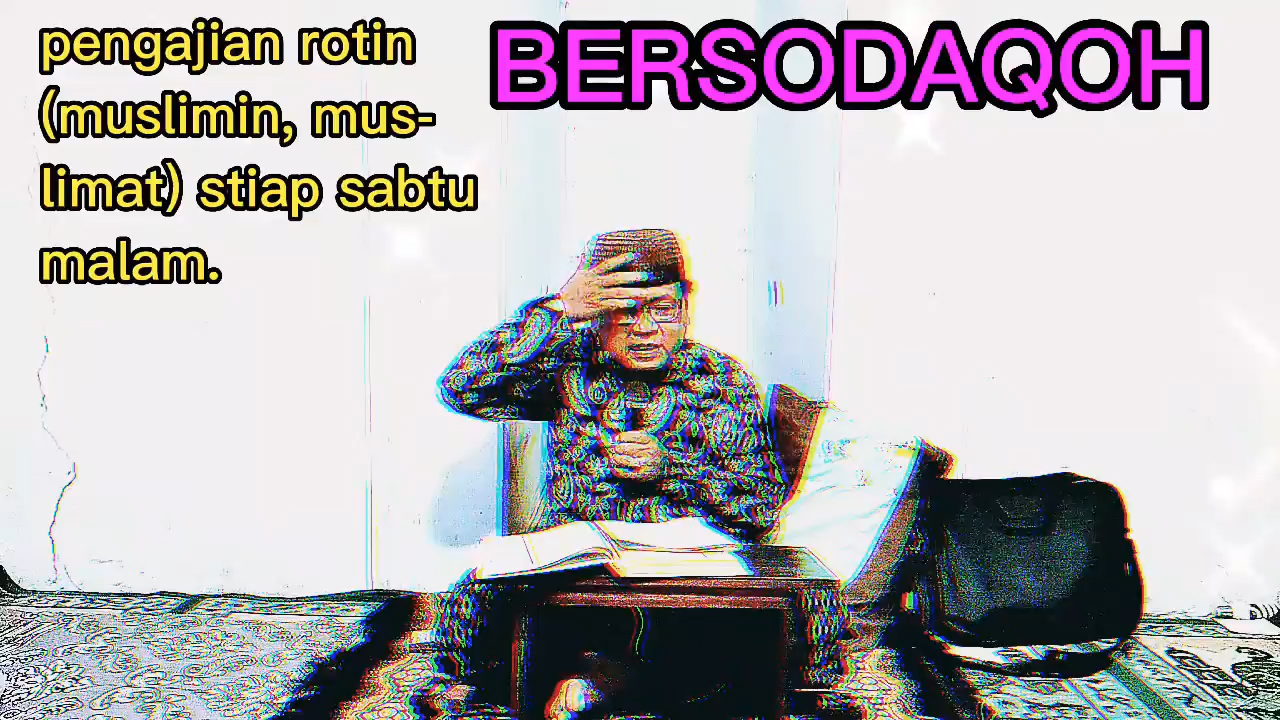 pengajian rotin
(muslimin, mus-
limat) stiap sabtu
malam.
BERSODAQOH